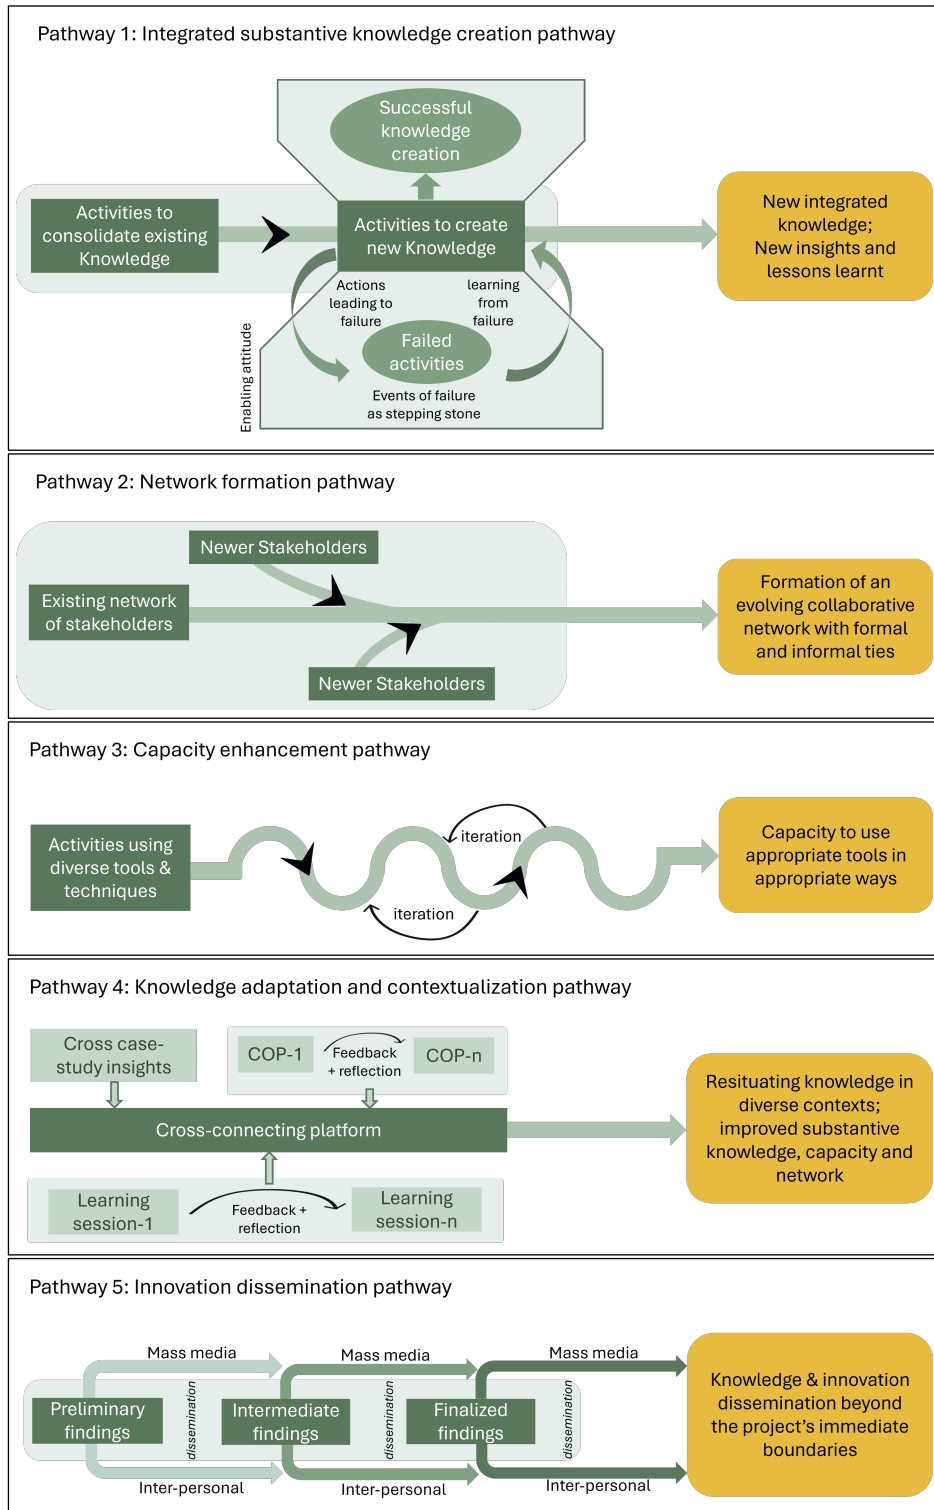 Pathway 1: Integrated substantive knowledge creation pathway
Successful
knowledge
creation
Activities to
consolidate existing
Knowledge
Activities to create
new Knowledge
New integrated
knowledge;
New insights and
lessons learnt
Actions
leading to
failure
learning
from
failure
Failed
activities
Events of failure
as stepping stone
Enabling attitude
Pathway 2: Network formation pathway
Newer Stakeholders
Existing network
of stakeholders
Newer Stakeholders
Formation of an
evolving collaborative
network with formal
and informal ties
Pathway 3: Capacity enhancement pathway
Activities using
diverse tools &
techniques
iteration
iteration
Capacity to use
appropriate tools in
appropriate ways
Pathway 4: Knowledge adaptation and contextualization pathway
Cross case-
study insights
COP-1
Feedback
+ reflection
COP-n
Cross-connecting platform
Learning
session-1
Feedback +
reflection
Learning
session-n
Resituating knowledge in
diverse contexts;
improved substantive
knowledge, capacity and
network
Pathway 5: Innovation dissemination pathway
Mass media
Mass media
Mass media
Preliminary
findings
dissemination
Intermediate
findings
dissemination
Finalized
findings
dissemination
Inter-personal
Inter-personal
Inter-personal
Knowledge & innovation
dissemination beyond
the project’s immediate
boundaries